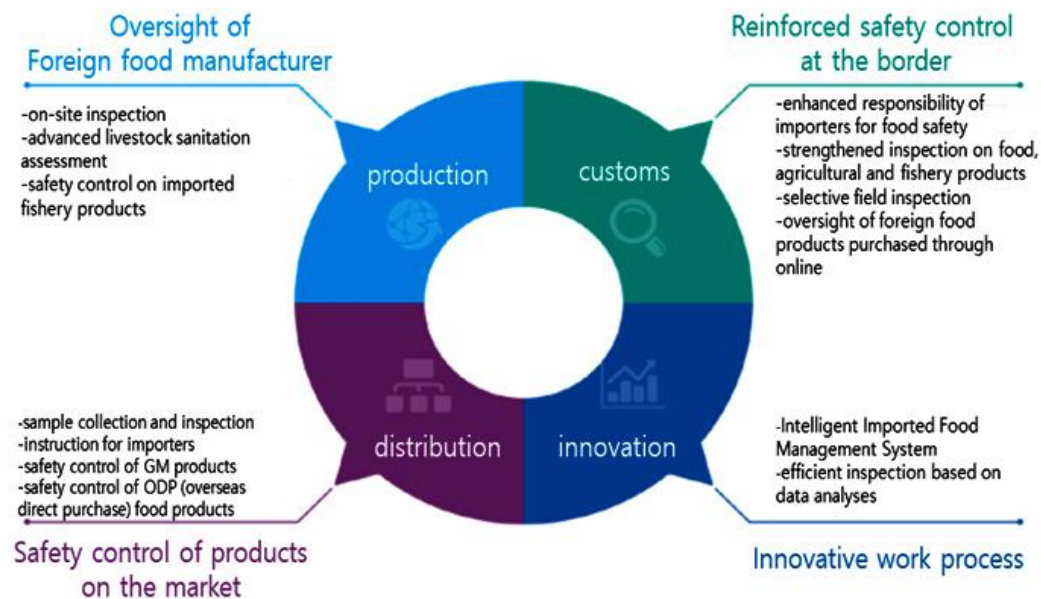 Oversight of
Foreign food manufacturer
-on-site inspection
-advanced livestock sanitation
assessment
-safety control on imported
fishery products
Reinforced safety control
at the border
-enhanced responsibility of
importers for food safety
-strengthened inspection on food,
agricultural and fishery products
-selective field inspection
-oversight of foreign food
products purchased through
online
production
customs
distribution
innovation
-sample collection and inspection
-instruction for importers
-safety control of GM products
-safety control of ODP (overseas
direct purchase) food products
Safety control of products
on the market
-Intelligent Imported Food
Management System
-efficient inspection based on
data analyses
Innovative work process